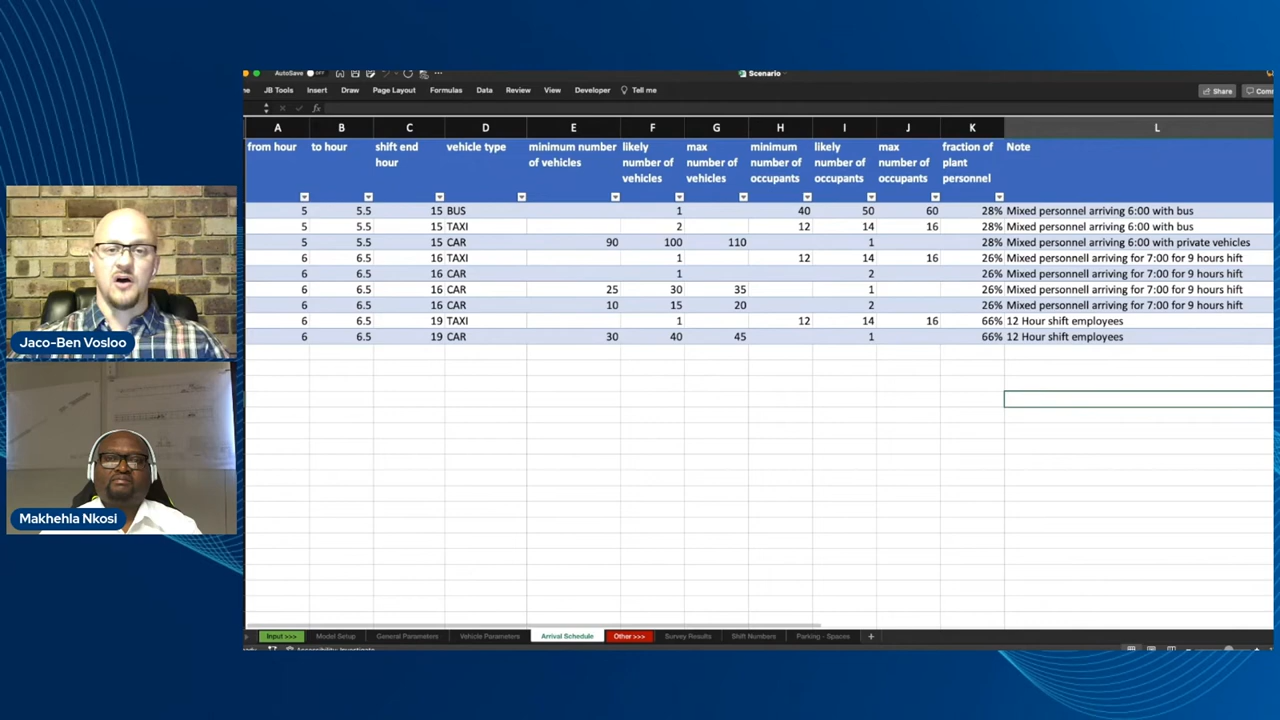 AutoSave OFF
Scenario
JB Tools Insert Draw Page Layout Formulas Data Review View Developer Tell me Share
fx
A B C D E F G H I J K L
from hour to hour shift end hour vehicle type minimum number of vehicles likely number of vehicles max number of vehicles minimum number of occupants likely number of occupants max number of occupants fraction of plant personnel Note
5 5.5 15 BUS 1 40 50 60 28% Mixed personnel arriving 6:00 with bus
5 5.5 15 TAXI 2 12 14 16 28% Mixed personnel arriving 6:00 with bus
5 5.5 15 CAR 90 100 110 1 28% Mixed personnel arriving 6:00 with private vehicles
6 6.5 16 TAXI 1 12 14 16 26% Mixed personnell arriving for 7:00 for 9 hours hift
6 6.5 16 CAR 1 2 26% Mixed personnell arriving for 7:00 for 9 hours hift
6 6.5 16 CAR 25 30 35 1 26% Mixed personnell arriving for 7:00 for 9 hours hift
6 6.5 16 CAR 10 15 20 2 26% Mixed personnell arriving for 7:00 for 9 hours hift
6 6.5 19 TAXI 1 12 14 16 66% 12 Hour shift employees
6 6.5 19 CAR 30 40 45 1 66% 12 Hour shift employees
Jaco-Ben Vosloo
Makhehla Nkosi
Input >>> Model Setup General Parameters Vehicle Parameters Arrival Schedule Other >>> Survey Results Shift Numbers Parking - Spaces +